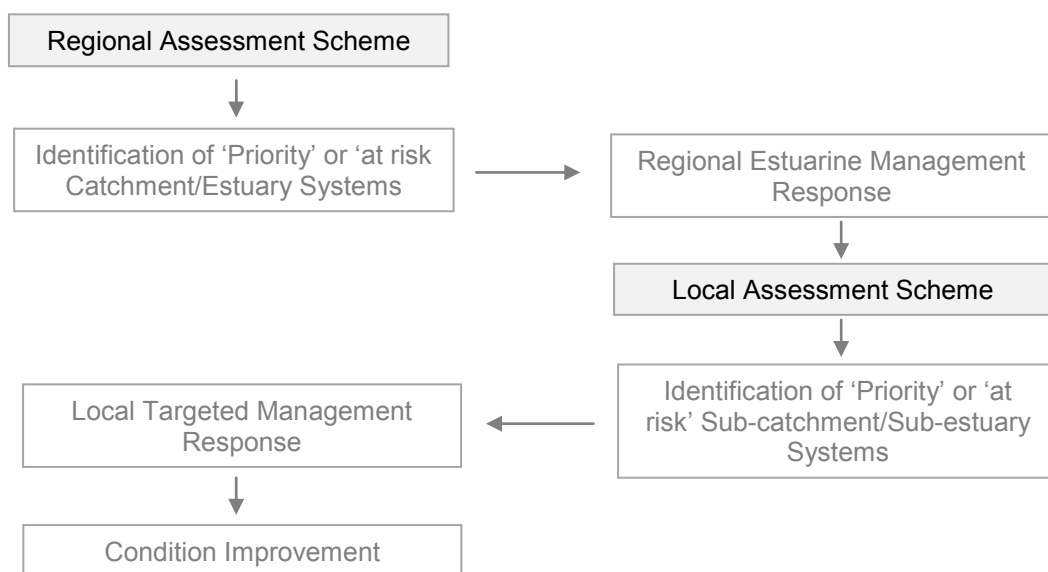 Regional Assessment Scheme
Identification of ‘Priority’ or ‘at risk
Catchment/Estuary Systems
Regional Estuarine Management
Response
Local Assessment Scheme
Identification of ‘Priority’ or ‘at
risk’ Sub-catchment/Sub-estuary
Systems
Local Targeted Management
Response
Condition Improvement